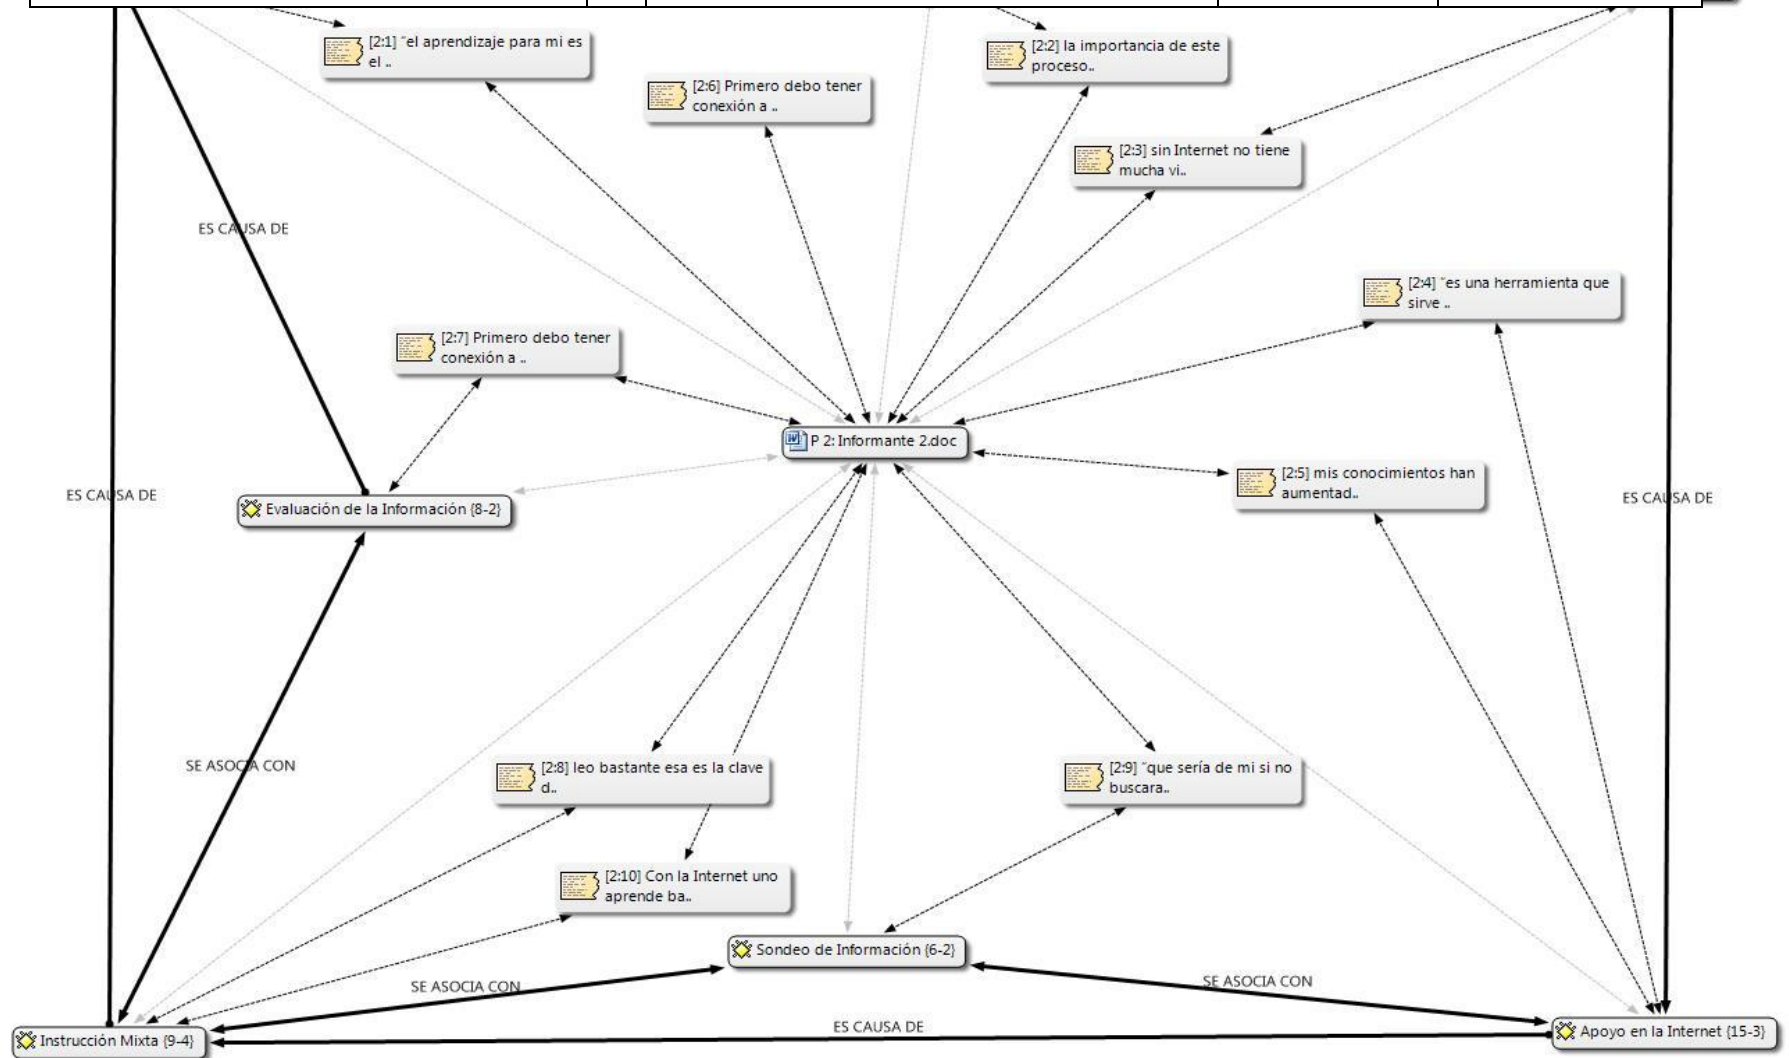 [2:1] ¨el aprendizaje para mi es
el ..
[2:2] la importancia de este
proceso..
[2:6] Primero debo tener
conexión a ..
[2:3] sin Internet no tiene
mucha vi..
ES CAUSA DE
[2:4] ¨es una herramienta que
sirve ..
[2:7] Primero debo tener
conexión a ..
P 2: Informante 2.doc
[2:5] mis conocimientos han
aumentad..
ES CAUSA DE
ES CAUSA DE
Evaluación de la Información {8-2}
SE ASOCIA CON
[2:8] leo bastante esa es la clave
d..
[2:9] ¨que sería de mi si no
buscara..
[2:10] Con la Internet uno
aprende ba..
Sondeo de Información {6-2}
SE ASOCIA CON
SE ASOCIA CON
ES CAUSA DE
Instrucción Mixta {9-4}
Apoyo en la Internet {15-3}